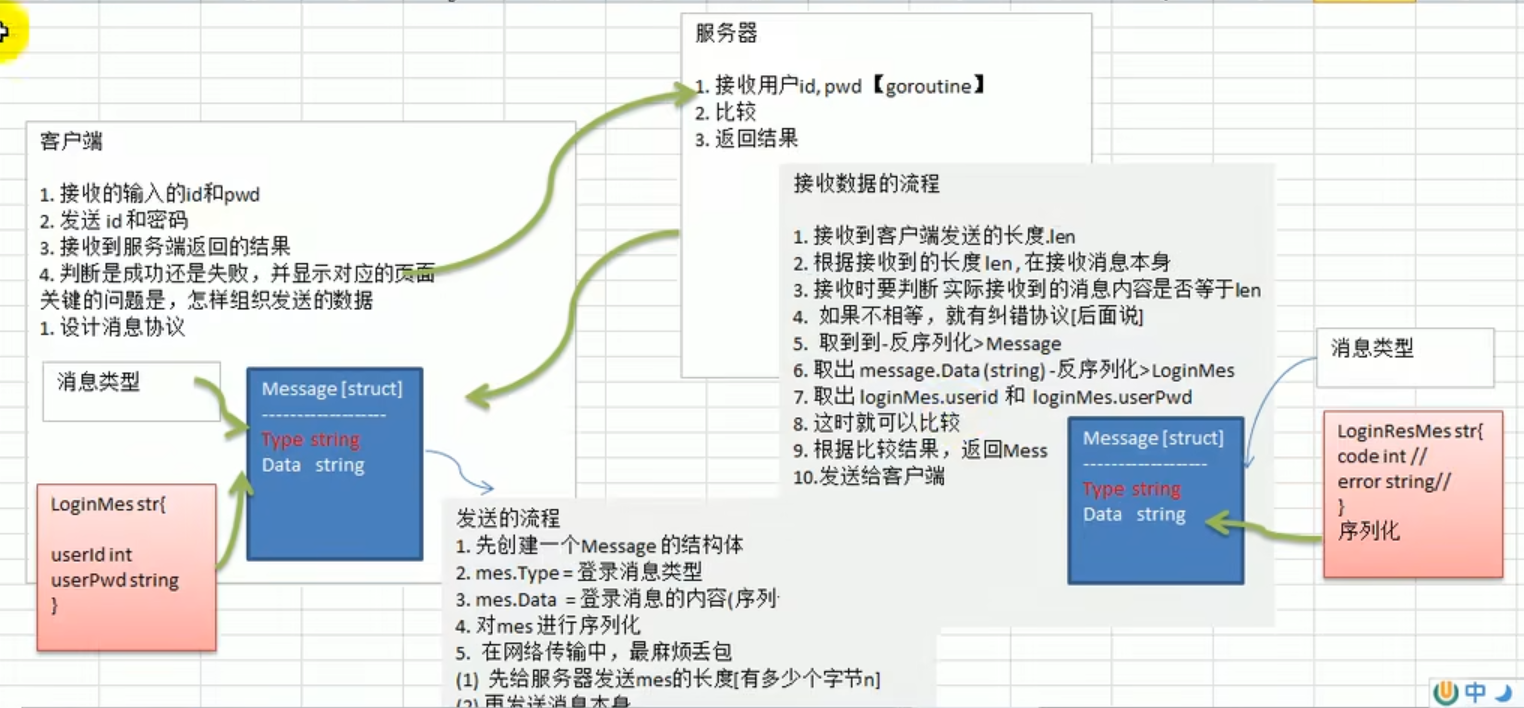 服务器
1. 接收用户id, pwd【goroutine】
2. 比较
3. 返回结果
客户端
1. 接收的输入的id和pwd
2. 发送 id 和密码
3. 接收到服务端返回的结果
4. 判断是成功还是失败，并显示对应的页面
关键的问题是，怎样组织发送的数据
1. 设计消息协议
消息类型
Message [struct]
--------------------
Type string
Data string
LoginMes str{
userId int
userPwd string
}
接收数据的流程
1. 接收到客户端发送的长度.len
2. 根据接收到的长度 len , 在接收消息本身
3. 接收时要判断 实际接收到的消息内容是否等于len
4. 如果不相等，就有纠错协议[后面说]
5. 取到到-反序列化>Message
6. 取出 message.Data (string) -反序列化>LoginMes
7. 取出 loginMes.userid 和 loginMes.userPwd
8. 这时就可以比较
9. 根据比较结果，返回Mess
10.发送给客户端
消息类型
Message [struct]
--------------------
Type string
Data string
LoginResMes str{
code int //
error string//
}
序列化
发送的流程
1. 先创建一个Message 的结构体
2. mes.Type = 登录消息类型
3. mes.Data = 登录消息的内容(序列
4. 对mes 进行序列化
5. 在网络传输中，最麻烦丢包
(1) 先给服务器发送mes的长度[有多少个字节n]
(2) 再发送消息本身
中